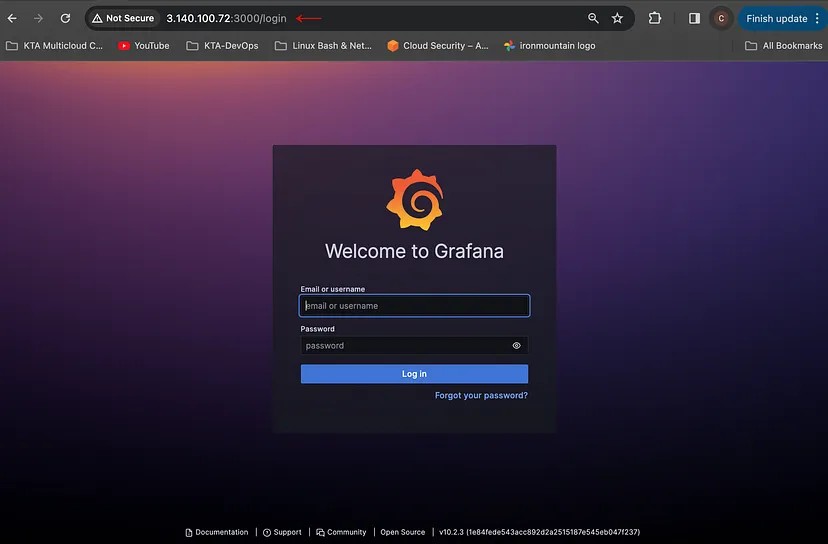 Not Secure 3.140.100.72:3000/login C Finish update
KTA Multicloud C... YouTube KTA-DevOps Linux Bash & Net... Cloud Security – A... ironmountain logo All Bookmarks
Welcome to Grafana
Email or username
email or username
Password
password
Log in
Forgot your password?
Documentation | Support | Community | Open Source | v10.2.3 (1e84fede543acc892d2a2515187e545eb047f237)